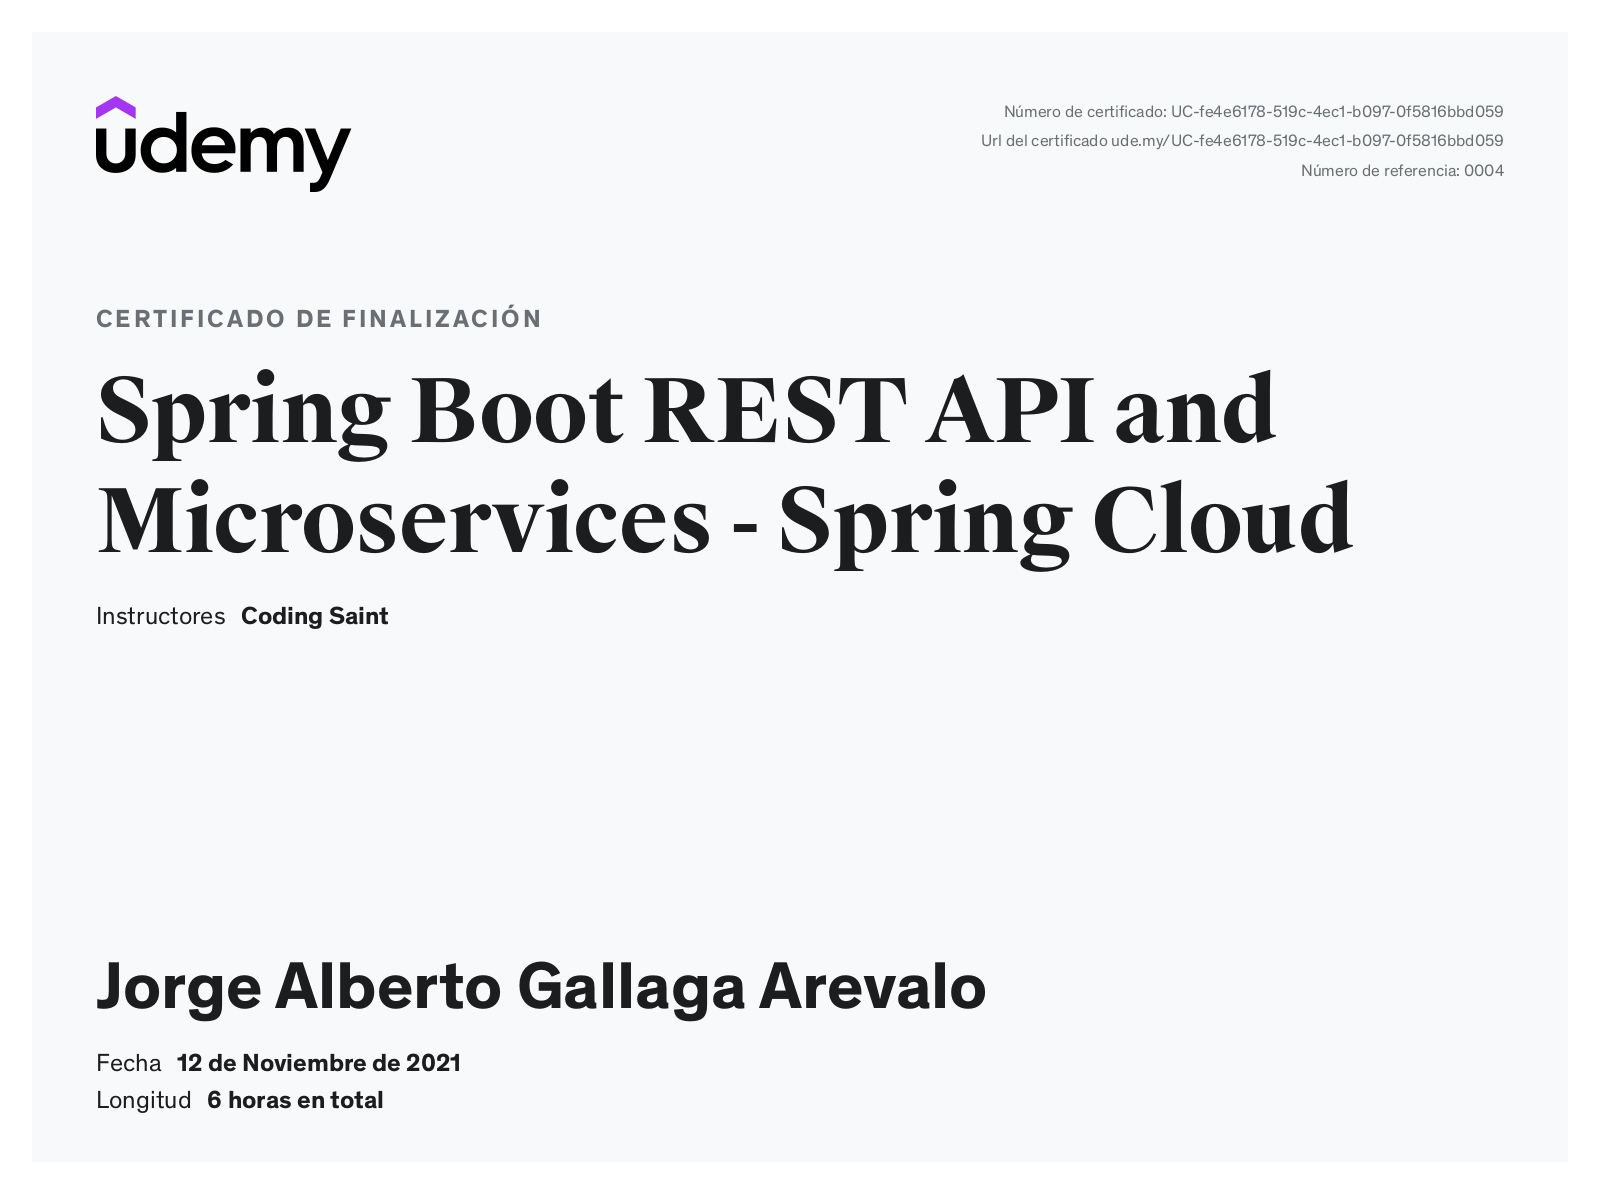 udemy
Número de certificado: UC-fe4e6178-519c-4ec1-b097-0f5816bbd059
Url del certificado ude.my/UC-fe4e6178-519c-4ec1-b097-0f5816bbd059
Número de referencia: 0004
CERTIFICADO DE FINALIZACIÓN
Spring Boot REST API and
Microservices - Spring Cloud
Instructores Coding Saint
Jorge Alberto Gallaga Arevalo
Fecha 12 de Noviembre de 2021
Longitud 6 horas en total